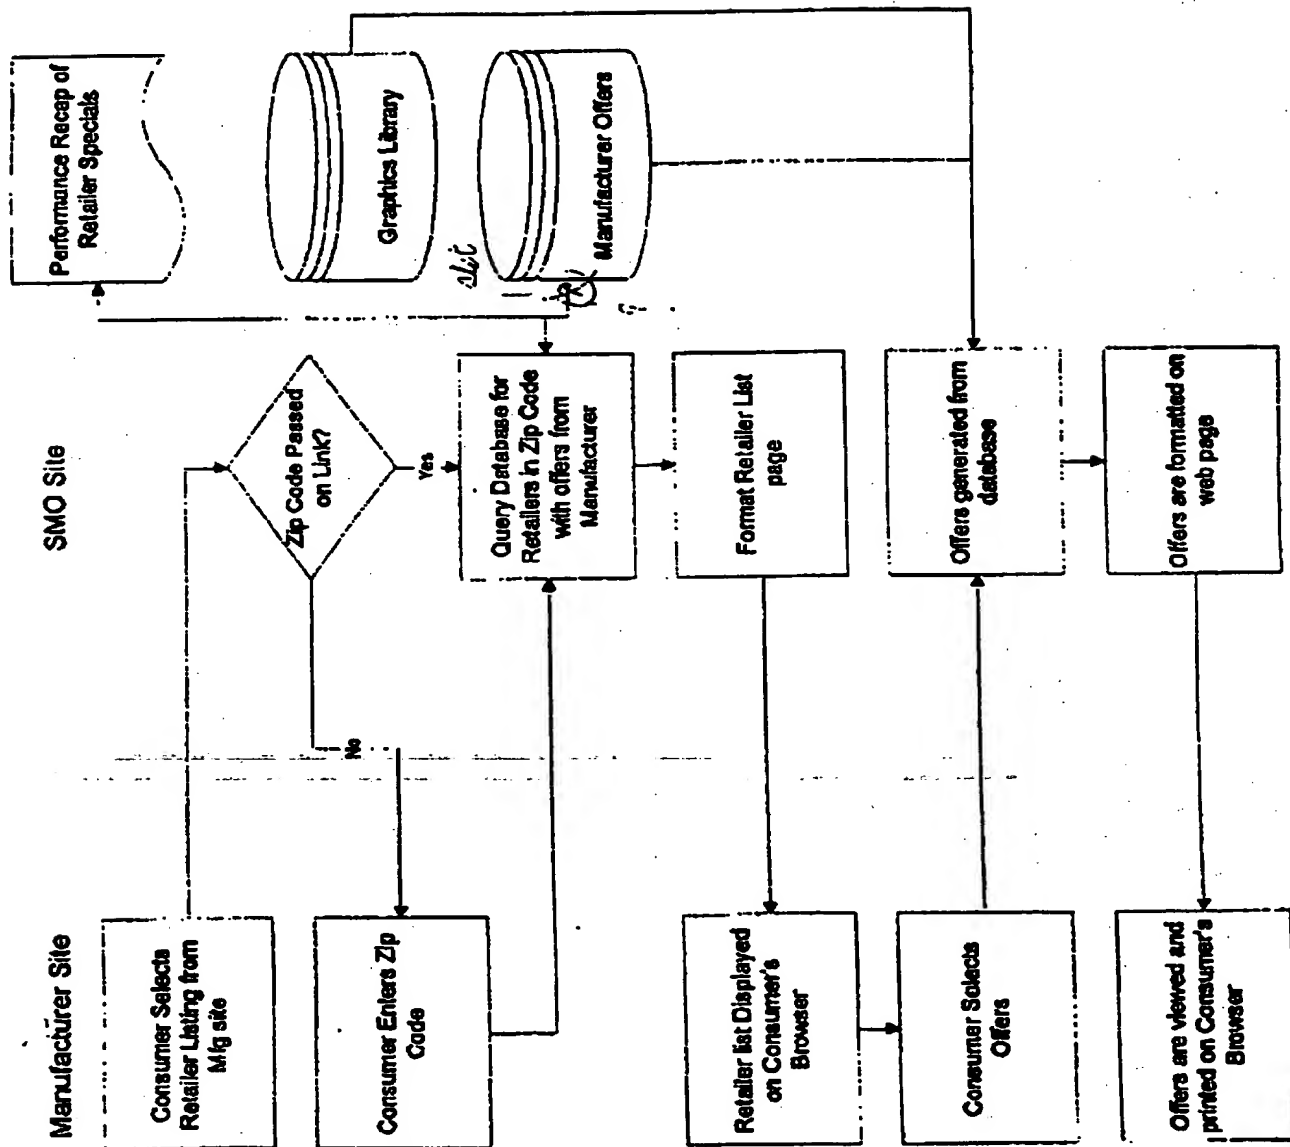 Manufacturer Site
SMO Site
Consumer Selects
Retailer Listing from
Mfg site
Zip Code Passed
on Link?
No
Yes
Consumer Enters Zip
Code
Query Database for
Retailers in Zip Code
with offers from
Manufacturer
Performance Recap of
Retailer Specials
Graphics Library
Manufacturer Offers
Format Retailer List
page
Retailer list Displayed
on Consumer's
Browser
Consumer Selects
Offers
Offers generated from
database
Offers are formatted on
web page
Offers are viewed and
printed on Consumer's
Browser